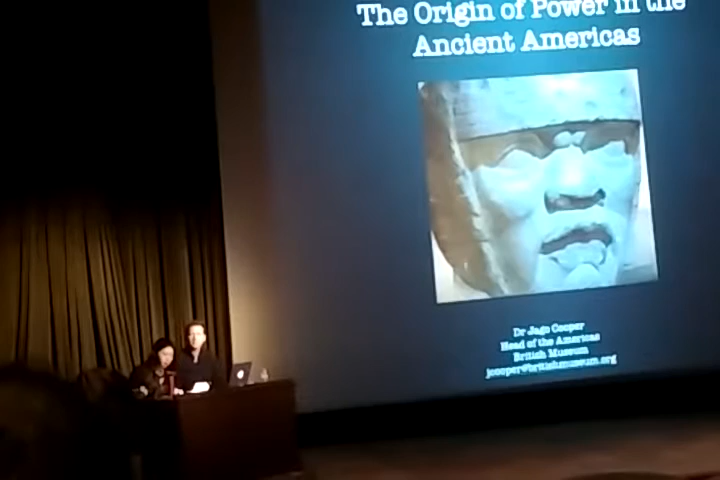 The Origin of Power in the
Ancient Americas
Dr Jago Cooper
Head of the Americas
British Museum
jcooper@britishmuseum.org